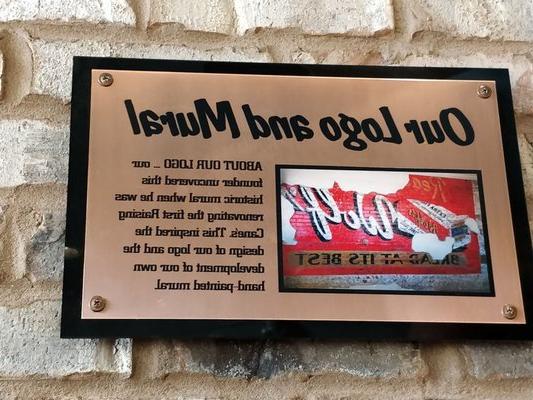 Our Logo and Mural
ABOUT OUR LOGO ... our
founder uncovered this
historic mural when he was
renovating the first Raising
Cane's. This inspired the
design of our logo and the
development of our own
hand-painted mural.
Wolf's
BREAD AT ITS BEST